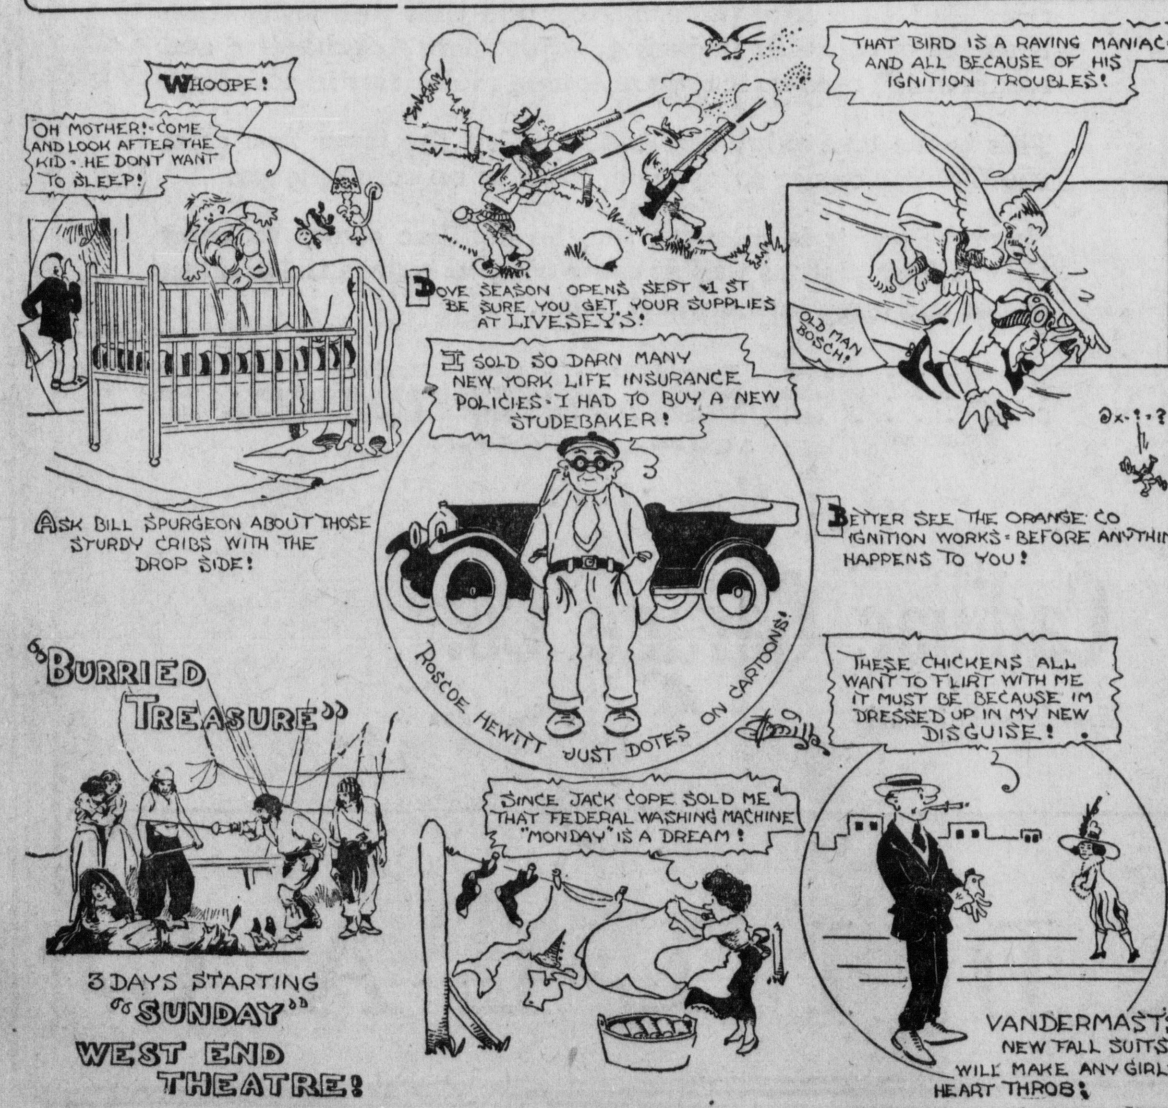 WHOOPE!
OH MOTHER! COME
AND LOOK AFTER THE
KID - HE DONT WANT
TO SLEEP!
ASK BILL SPURGEON ABOUT THOSE
STURDY CRIBS WITH THE
DROP SIDE!
DOVE SEASON OPENS SEPT 1 ST
BE SURE YOU GET YOUR SUPPLIES
AT LIVESEY'S!
THAT BIRD IS A RAVING MANIAC
AND ALL BECAUSE OF HIS
IGNITION TROUBLES!
OLD MAN
BOSCH!
@x-!-?
BETTER SEE THE ORANGE CO
IGNITION WORKS - BEFORE ANYTHIN
HAPPENS TO YOU!
I SOLD SO DARN MANY
NEW YORK LIFE INSURANCE
POLICIES - I HAD TO BUY A NEW
STUDEBAKER!
ROSCOE HEWITT JUST DOTES ON CARTOONS!
"BURRIED
TREASURE"
3 DAYS STARTING
"SUNDAY"
WEST END
THEATRE!
SINCE JACK COPE SOLD ME
THAT FEDERAL WASHING MACHINE
"MONDAY" IS A DREAM!
THESE CHICKENS ALL
WANT TO FLIRT WITH ME
IT MUST BE BECAUSE IM
DRESSED UP IN MY NEW
DISGUISE!
VANDERMAST'S
NEW FALL SUITS
WILL MAKE ANY GIRL
HEART THROB!